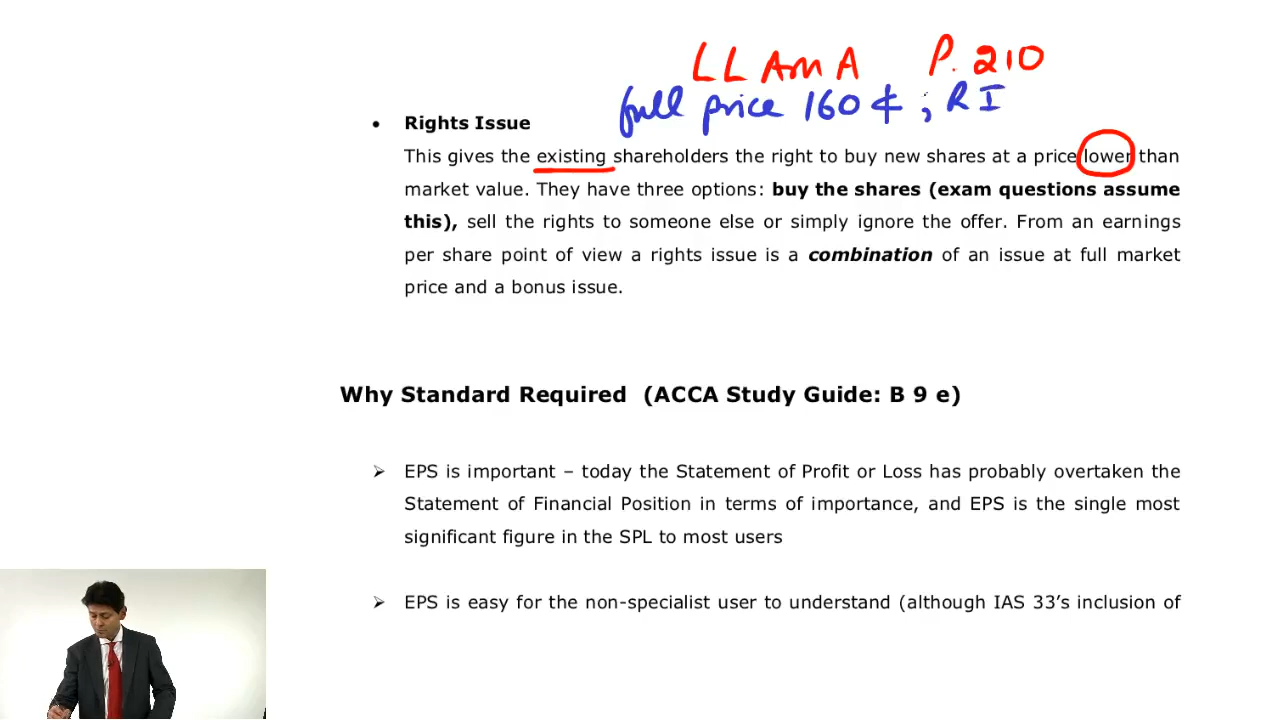 LLAMA P. 210
full price 160 ¢ ; RI
• Rights Issue
This gives the existing shareholders the right to buy new shares at a price lower than
market value. They have three options: buy the shares (exam questions assume
this), sell the rights to someone else or simply ignore the offer. From an earnings
per share point of view a rights issue is a combination of an issue at full market
price and a bonus issue.
Why Standard Required (ACCA Study Guide: B 9 e)
➢ EPS is important – today the Statement of Profit or Loss has probably overtaken the
Statement of Financial Position in terms of importance, and EPS is the single most
significant figure in the SPL to most users
➢ EPS is easy for the non-specialist user to understand (although IAS 33’s inclusion of